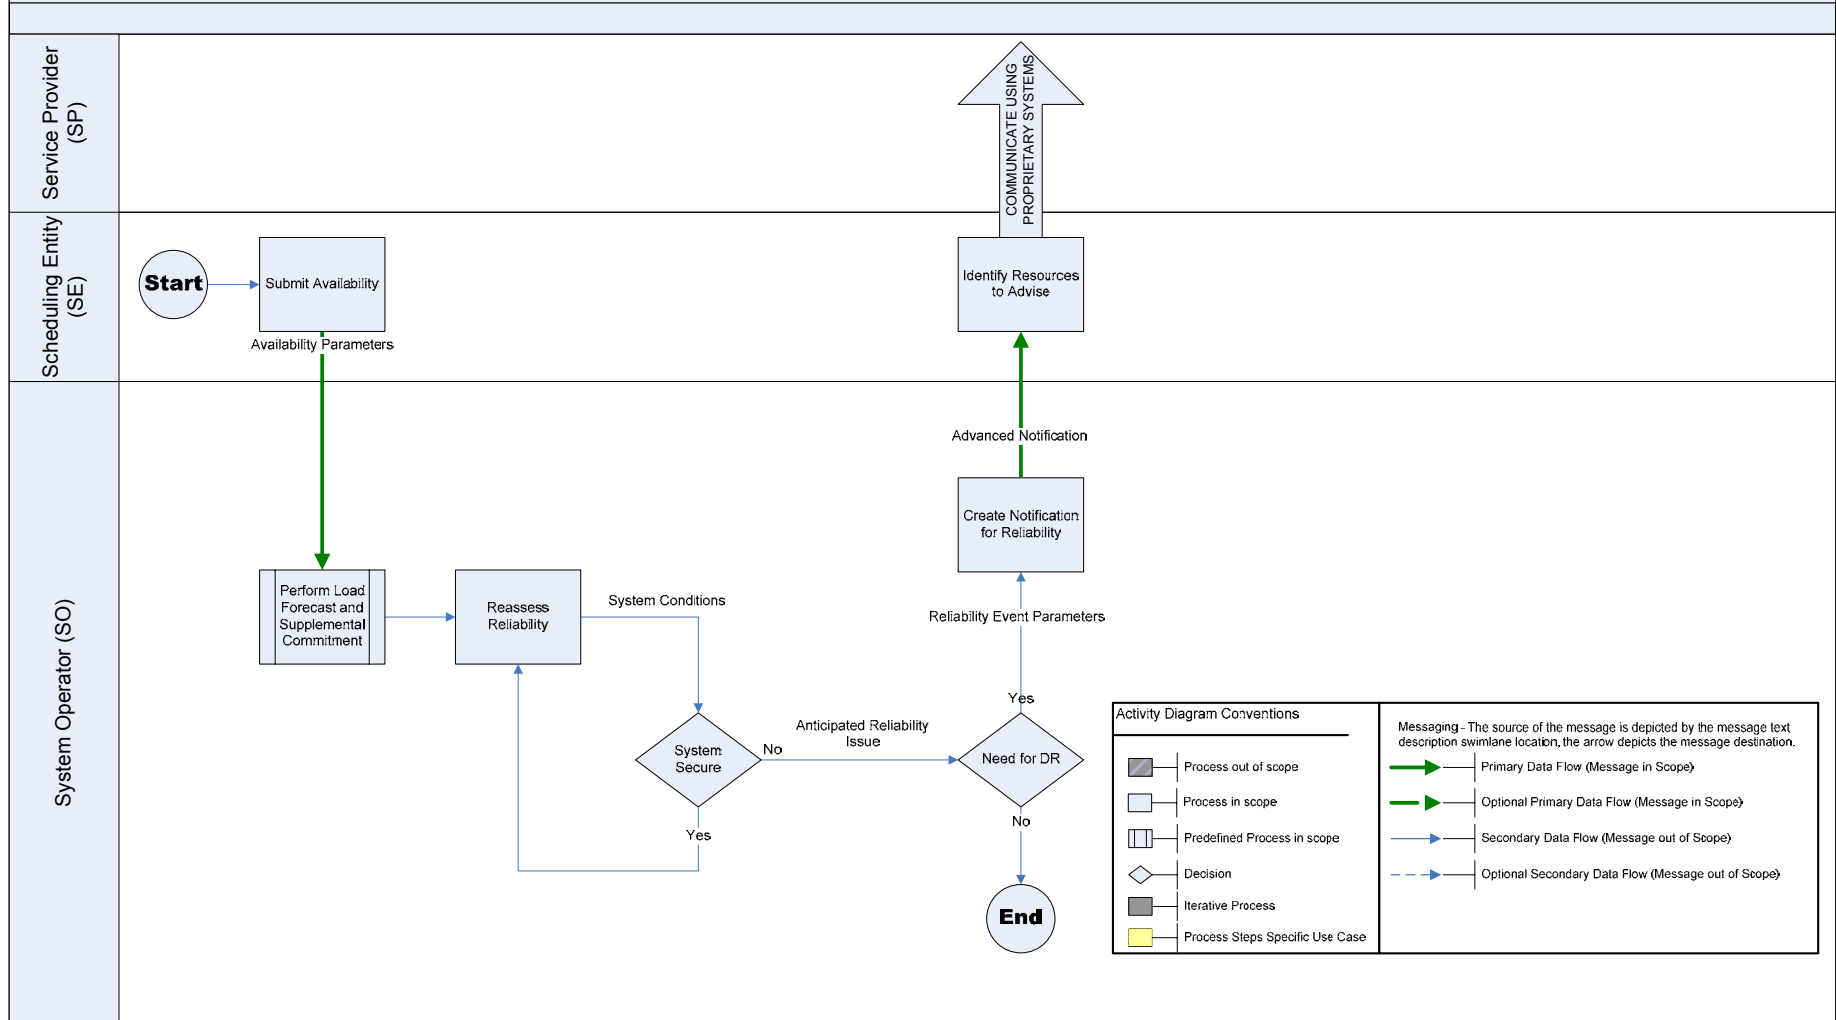 Service Provider
(SP)
COMMUNICATE USING
PROPRIETARY SYSTEMS
Scheduling Entity
(SE)
Start
Submit Availability
Identify Resources
to Advise
Availability Parameters
System Operator (SO)
Advanced Notification
Create Notification
for Reliability
Perform Load
Forecast and
Supplemental
Commitment
Reassess
Reliability
System Conditions
Reliability Event Parameters
Yes
System
Secure
No
Anticipated Reliability
Issue
Need for DR
Yes
No
End
Activity Diagram Conventions
Process out of scope
Process in scope
Predefined Process in scope
Decision
Iterative Process
Process Steps Specific Use Case
Messaging - The source of the message is depicted by the message text
description swimlane location, the arrow depicts the message destination.
Primary Data Flow (Message in Scope)
Optional Primary Data Flow (Message in Scope)
Secondary Data Flow (Message out of Scope)
Optional Secondary Data Flow (Message out of Scope)